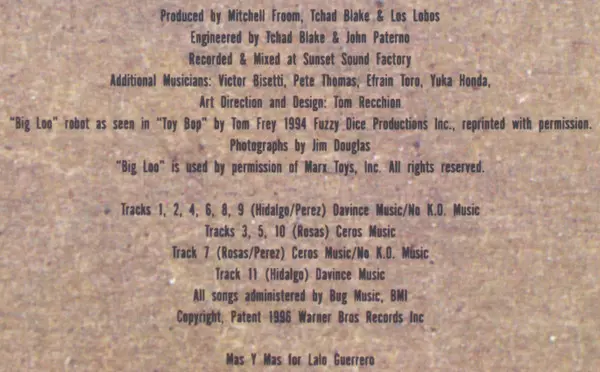 Produced by Mitchell Froom, Tchad Blake & Los Lobos
Engineered by Tchad Blake & John Paterno
Recorded & Mixed at Sunset Sound Factory
Additional Musicians: Victor Bisetti, Pete Thomas, Efrain Toro, Yuka Honda,
Art Direction and Design: Tom Recchion
"Big Loo" robot as seen in "Toy Bop" by Tom Frey 1994 Fuzzy Dice Productions Inc., reprinted with permission.
Photographs by Jim Douglas
"Big Loo" is used by permission of Marx Toys, Inc. All rights reserved.
Tracks 1, 2, 4, 6, 8, 9 (Hidalgo/Perez) Davince Music/No K.O. Music
Tracks 3, 5, 10 (Rosas) Ceros Music
Track 7 (Rosas/Perez) Ceros Music/No K.O. Music
Track 11 (Hidalgo) Davince Music
All songs administered by Bug Music, BMI
Copyright, Patent 1996 Warner Bros Records Inc
Mas Y Mas for Lalo Guerrero